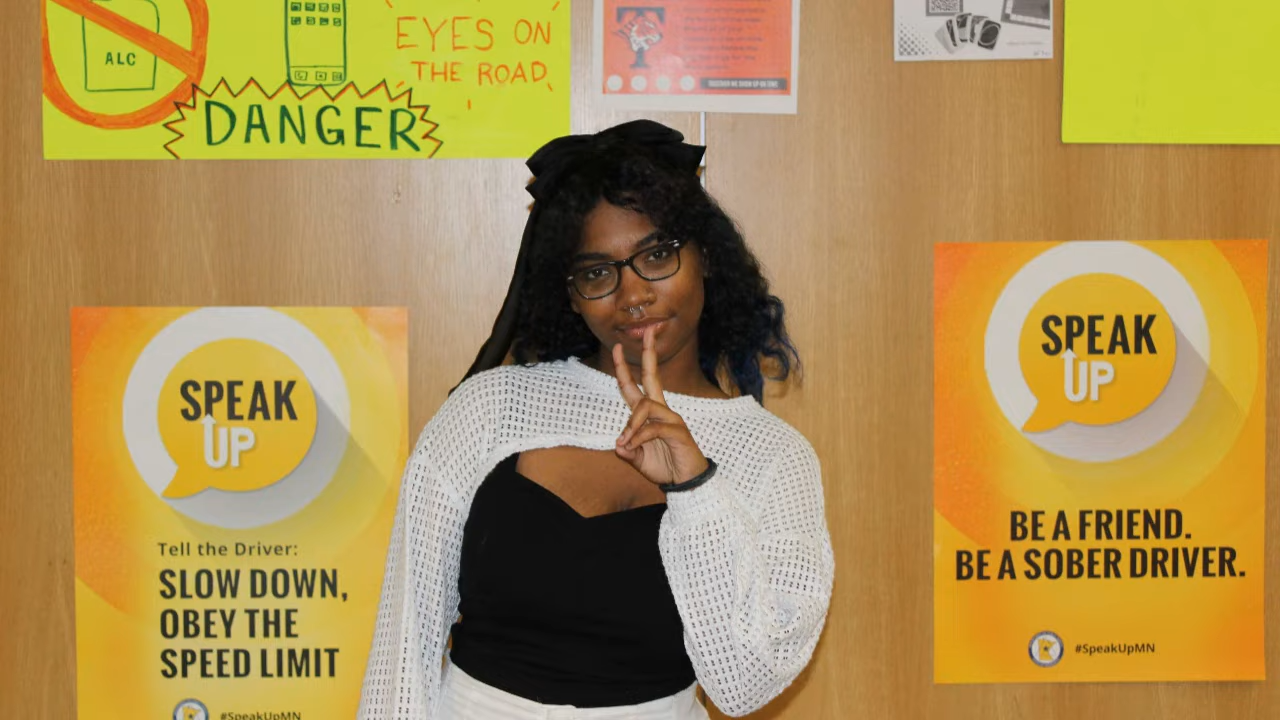 ALC
DANGER
EYES ON
THE ROAD
SPEAK
UP
Tell the Driver:
SLOW DOWN,
OBEY THE
SPEED LIMIT
#SpeakUpMN
SPEAK
UP
BE A FRIEND.
BE A SOBER DRIVER.
#SpeakUpMN